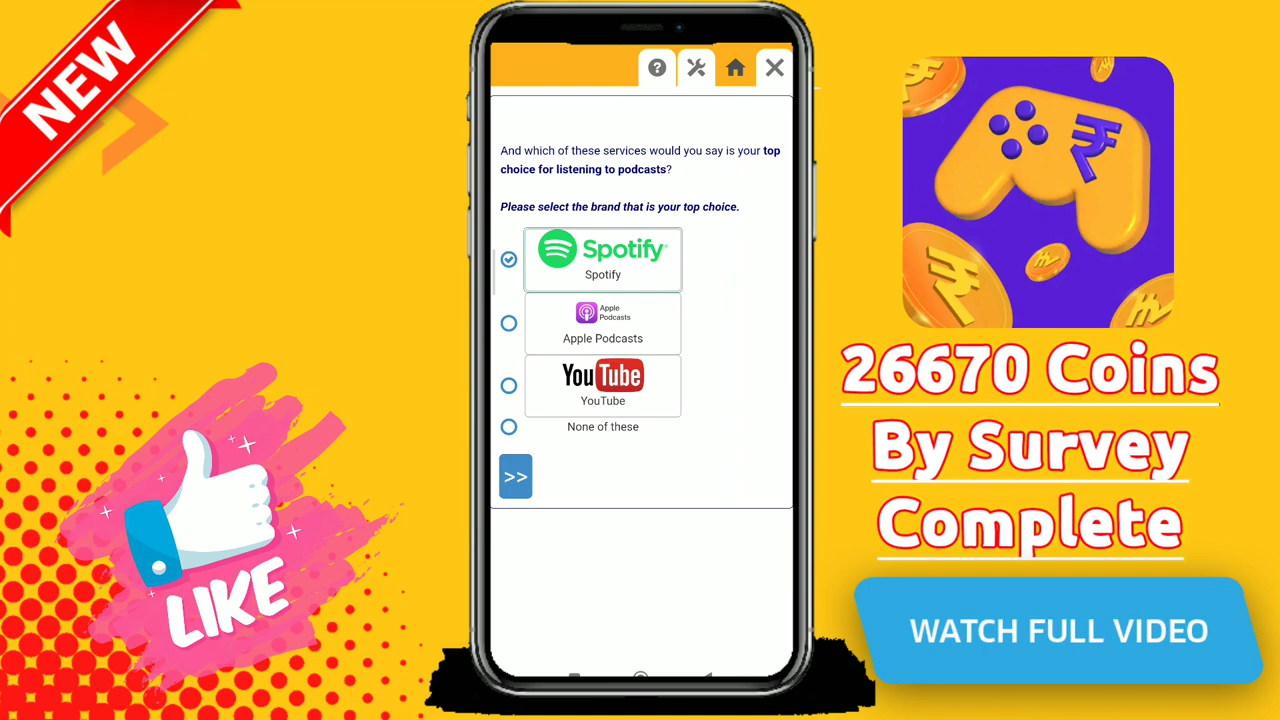 NEW
And which of these services would you say is your top
choice for listening to podcasts?
Please select the brand that is your top choice.
Spotify
Spotify
Apple
Podcasts
Apple Podcasts
YouTube
YouTube
None of these
>>
LIKE
26670 Coins
By Survey
Complete
WATCH FULL VIDEO